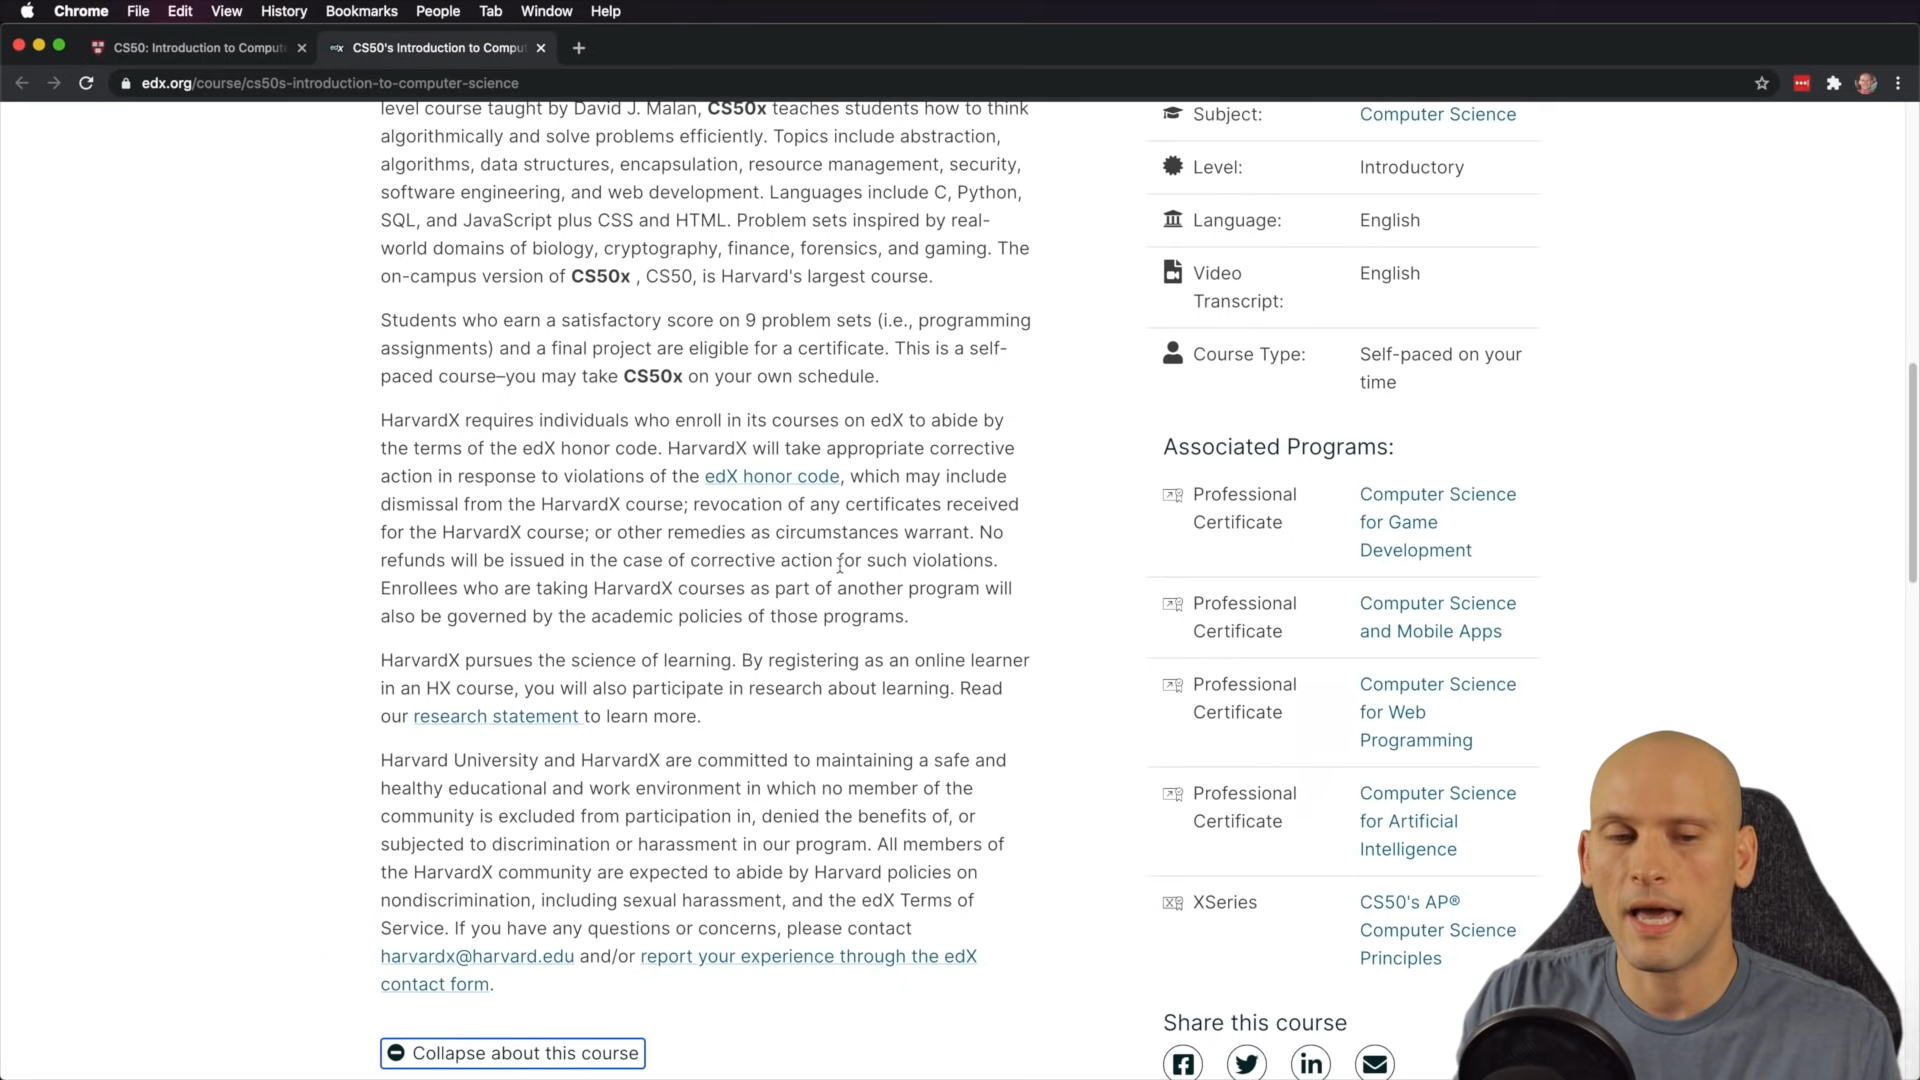 Chrome File Edit View History Bookmarks People Tab Window Help
CS50: Introduction to Compute
edX CS50's Introduction to Compu
edx.org/course/cs50s-introduction-to-computer-science
level course taught by David J. Malan, CS50x teaches students how to think
algorithmically and solve problems efficiently. Topics include abstraction,
algorithms, data structures, encapsulation, resource management, security,
software engineering, and web development. Languages include C, Python,
SQL, and JavaScript plus CSS and HTML. Problem sets inspired by real-
world domains of biology, cryptography, finance, forensics, and gaming. The
on-campus version of CS50x , CS50, is Harvard's largest course.
Students who earn a satisfactory score on 9 problem sets (i.e., programming
assignments) and a final project are eligible for a certificate. This is a self-
paced course–you may take CS50x on your own schedule.
HarvardX requires individuals who enroll in its courses on edX to abide by
the terms of the edX honor code. HarvardX will take appropriate corrective
action in response to violations of the edX honor code, which may include
dismissal from the HarvardX course; revocation of any certificates received
for the HarvardX course; or other remedies as circumstances warrant. No
refunds will be issued in the case of corrective action for such violations.
Enrollees who are taking HarvardX courses as part of another program will
also be governed by the academic policies of those programs.
HarvardX pursues the science of learning. By registering as an online learner
in an HX course, you will also participate in research about learning. Read
our research statement to learn more.
Harvard University and HarvardX are committed to maintaining a safe and
healthy educational and work environment in which no member of the
community is excluded from participation in, denied the benefits of, or
subjected to discrimination or harassment in our program. All members of
the HarvardX community are expected to abide by Harvard policies on
nondiscrimination, including sexual harassment, and the edX Terms of
Service. If you have any questions or concerns, please contact
harvardx@harvard.edu and/or report your experience through the edX
contact form.
Collapse about this course
Subject: Computer Science
Level: Introductory
Language: English
Video English
Transcript:
Course Type: Self-paced on your
time
Associated Programs:
Professional Computer Science
Certificate for Game
Development
Professional Computer Science
Certificate and Mobile Apps
Professional Computer Science
Certificate for Web
Programming
Professional Computer Science
Certificate for Artificial
Intelligence
XSeries CS50's AP®
Computer Science
Principles
Share this course